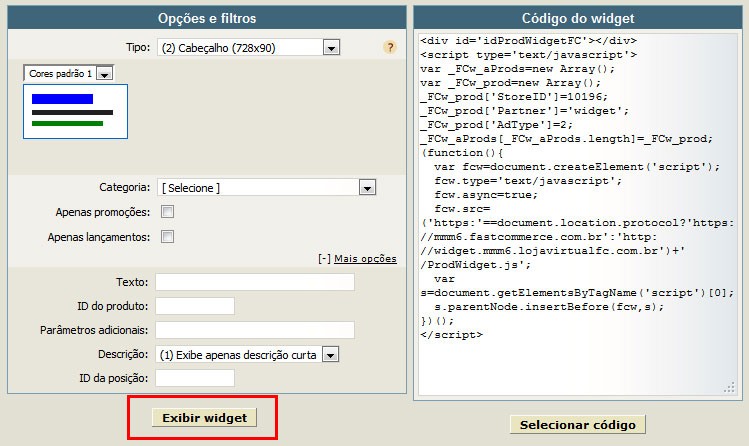 Opções e filtros
Tipo: (2) Cabeçalho (728x90) ?
Cores padrão 1
Categoria: [ Selecione ]
Apenas promoções:
Apenas lançamentos:
[-] Mais opções
Texto:
ID do produto:
Parâmetros adicionais:
Descrição: (1) Exibe apenas descrição curta
ID da posição:
Exibir widget
Código do widget
<div id='idProdWidgetFC'></div>
<script type='text/javascript'>
var _FCw_aProds=new Array();
var _FCw_prod=new Array();
_FCw_prod['StoreID']=10196;
_FCw_prod['Partner']='widget';
_FCw_prod['AdType']=2;
_FCw_aProds[_FCw_aProds.length]=_FCw_prod;
(function(){
  var fcw=document.createElement('script');
  fcw.type='text/javascript';
  fcw.async=true;
  fcw.src=
('https:'==document.location.protocol?'https:
//mmm6.fastcommerce.com.br':'http:
//widget.mmm6.lojavirtualfc.com.br')+'
/ProdWidget.js';
  var
s=document.getElementsByTagName('script')[0];
  s.parentNode.insertBefore(fcw,s);
})();
</script>
Selecionar código